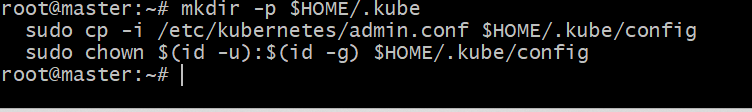 root@master:~# mkdir -p $HOME/.kube
  sudo cp -i /etc/kubernetes/admin.conf $HOME/.kube/config
  sudo chown $(id -u):$(id -g) $HOME/.kube/config
root@master:~#